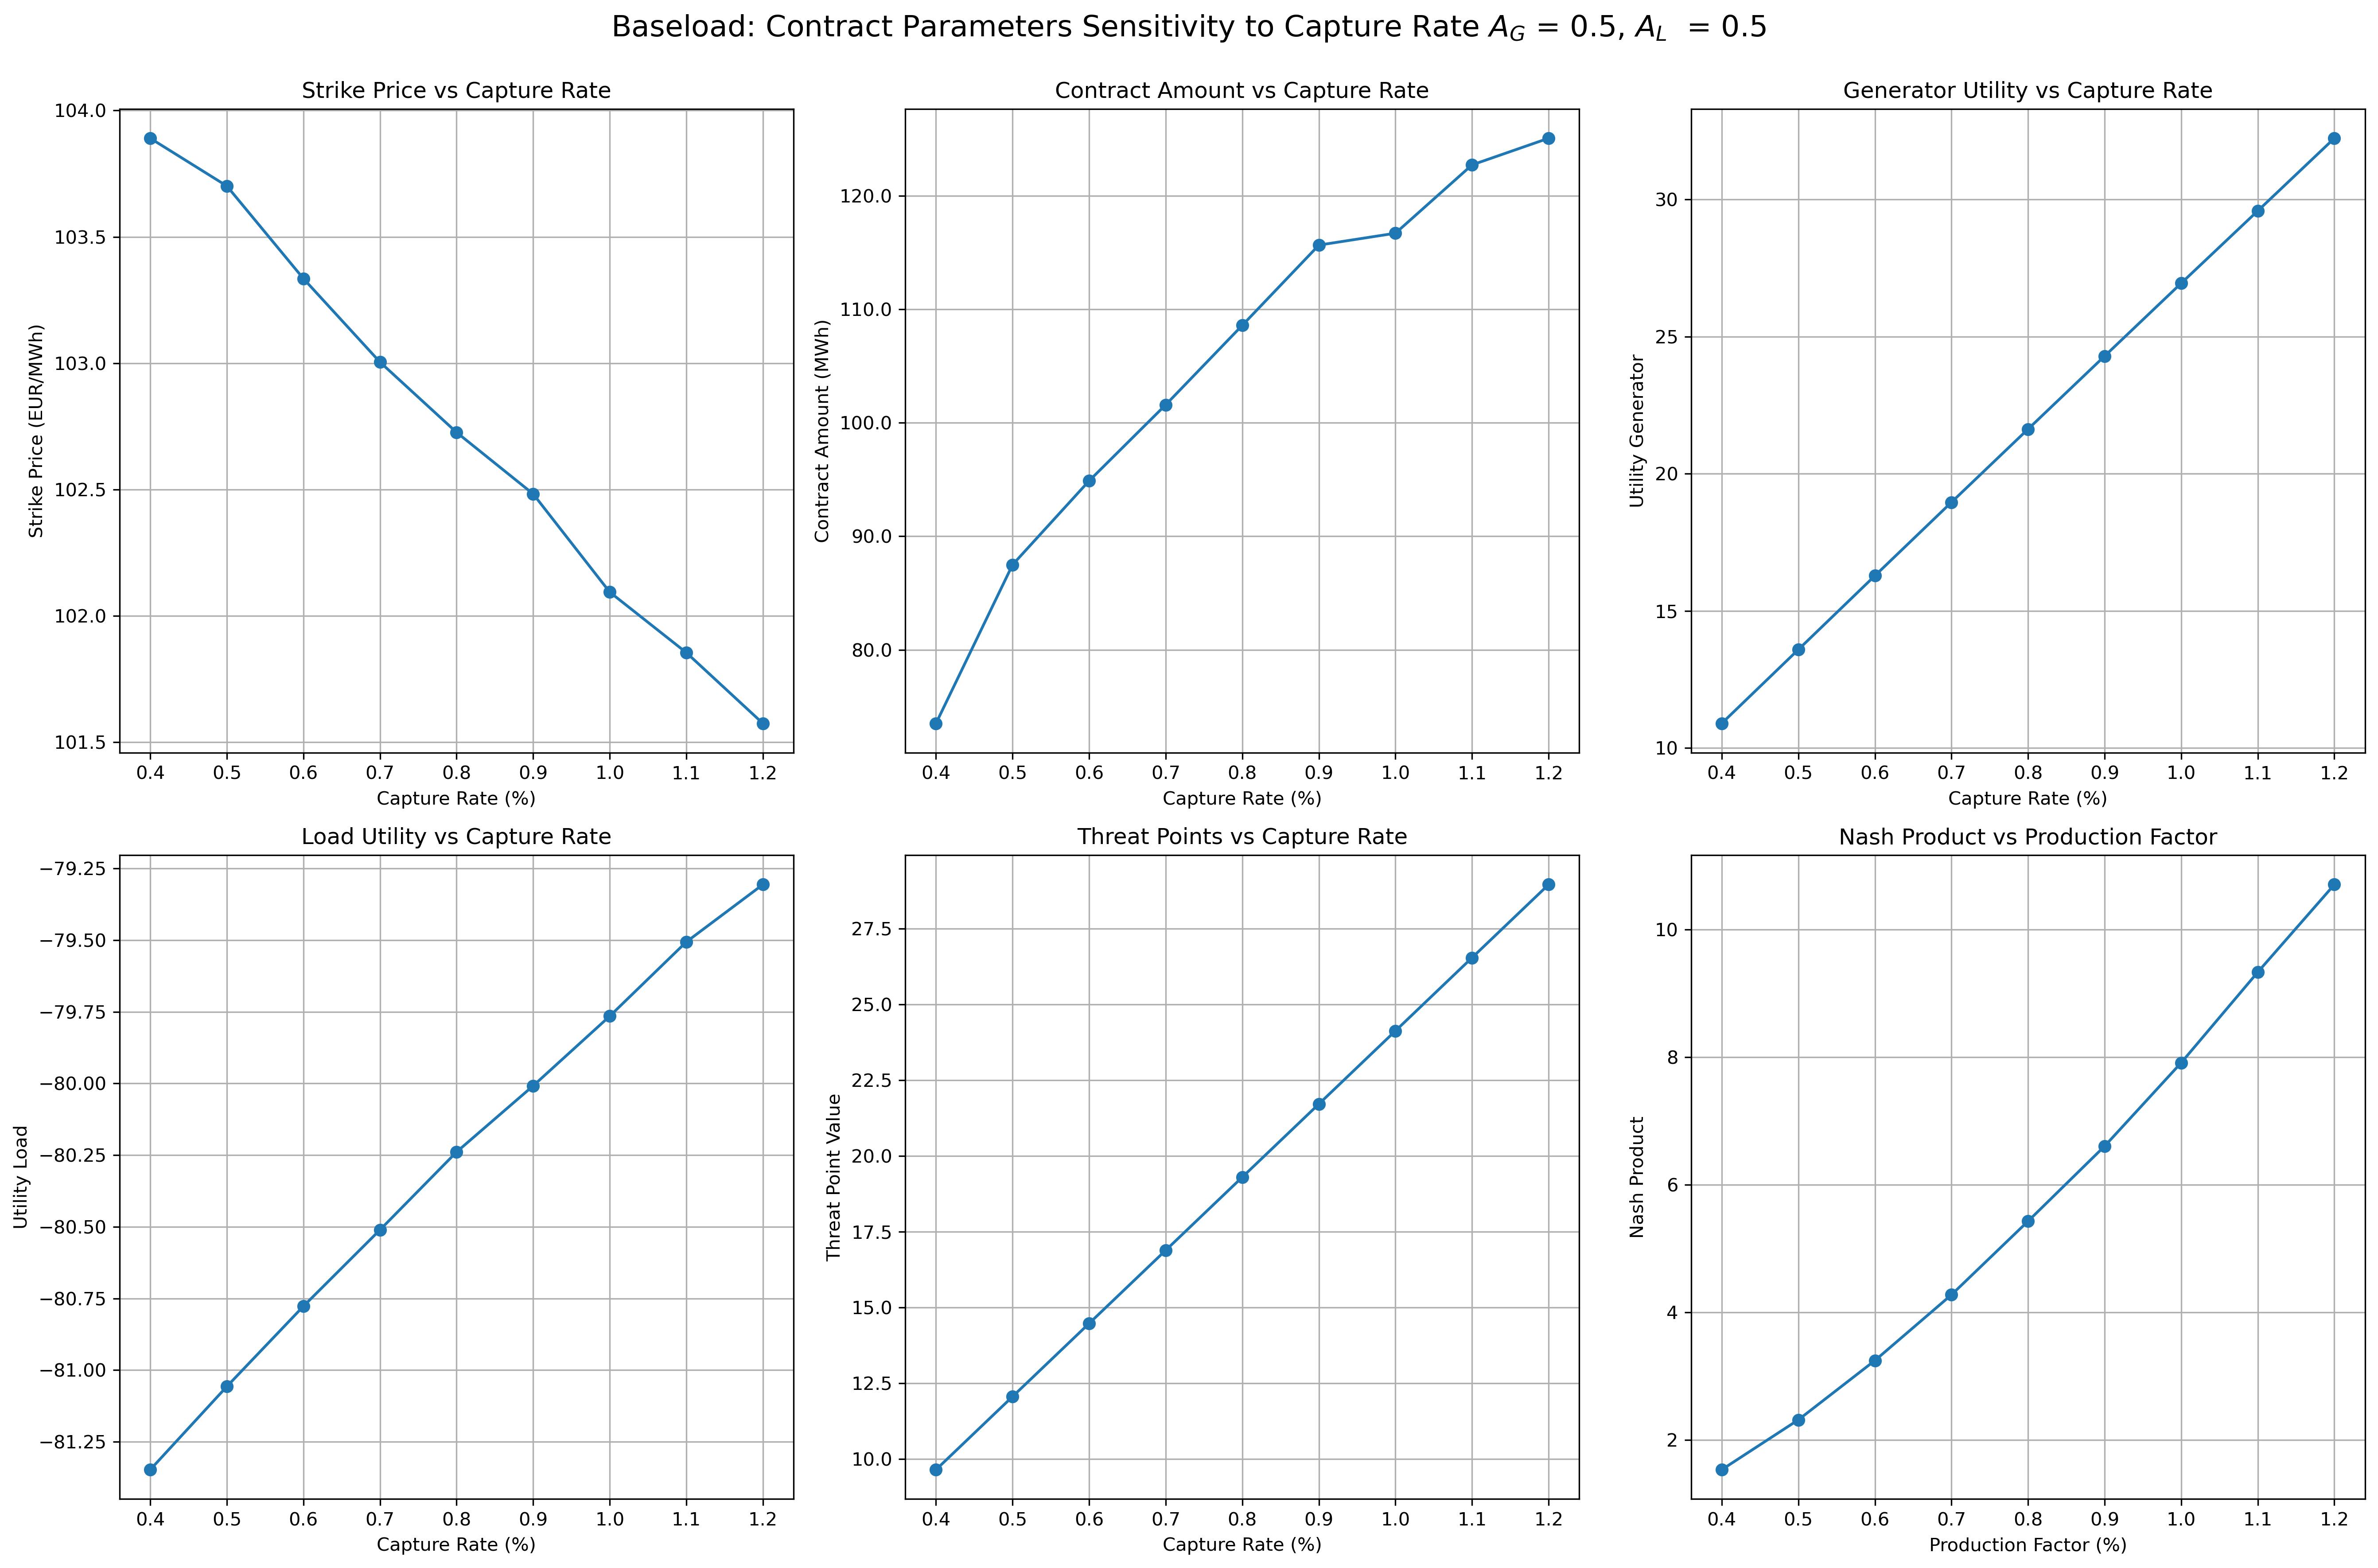 Baseload: Contract Parameters Sensitivity to Capture Rate A_G = 0.5, A_L = 0.5
Strike Price vs Capture Rate
Strike Price (EUR/MWh)
104.0
103.5
103.0
102.5
102.0
101.5
0.4 0.5 0.6 0.7 0.8 0.9 1.0 1.1 1.2
Capture Rate (%)
Contract Amount vs Capture Rate
Contract Amount (MWh)
120.0
110.0
100.0
90.0
80.0
0.4 0.5 0.6 0.7 0.8 0.9 1.0 1.1 1.2
Capture Rate (%)
Generator Utility vs Capture Rate
Utility Generator
30
25
20
15
10
0.4 0.5 0.6 0.7 0.8 0.9 1.0 1.1 1.2
Capture Rate (%)
Load Utility vs Capture Rate
Utility Load
−79.25
−79.50
−79.75
−80.00
−80.25
−80.50
−80.75
−81.00
−81.25
0.4 0.5 0.6 0.7 0.8 0.9 1.0 1.1 1.2
Capture Rate (%)
Threat Points vs Capture Rate
Threat Point Value
27.5
25.0
22.5
20.0
17.5
15.0
12.5
10.0
0.4 0.5 0.6 0.7 0.8 0.9 1.0 1.1 1.2
Capture Rate (%)
Nash Product vs Production Factor
Nash Product
10
8
6
4
2
0.4 0.5 0.6 0.7 0.8 0.9 1.0 1.1 1.2
Production Factor (%)